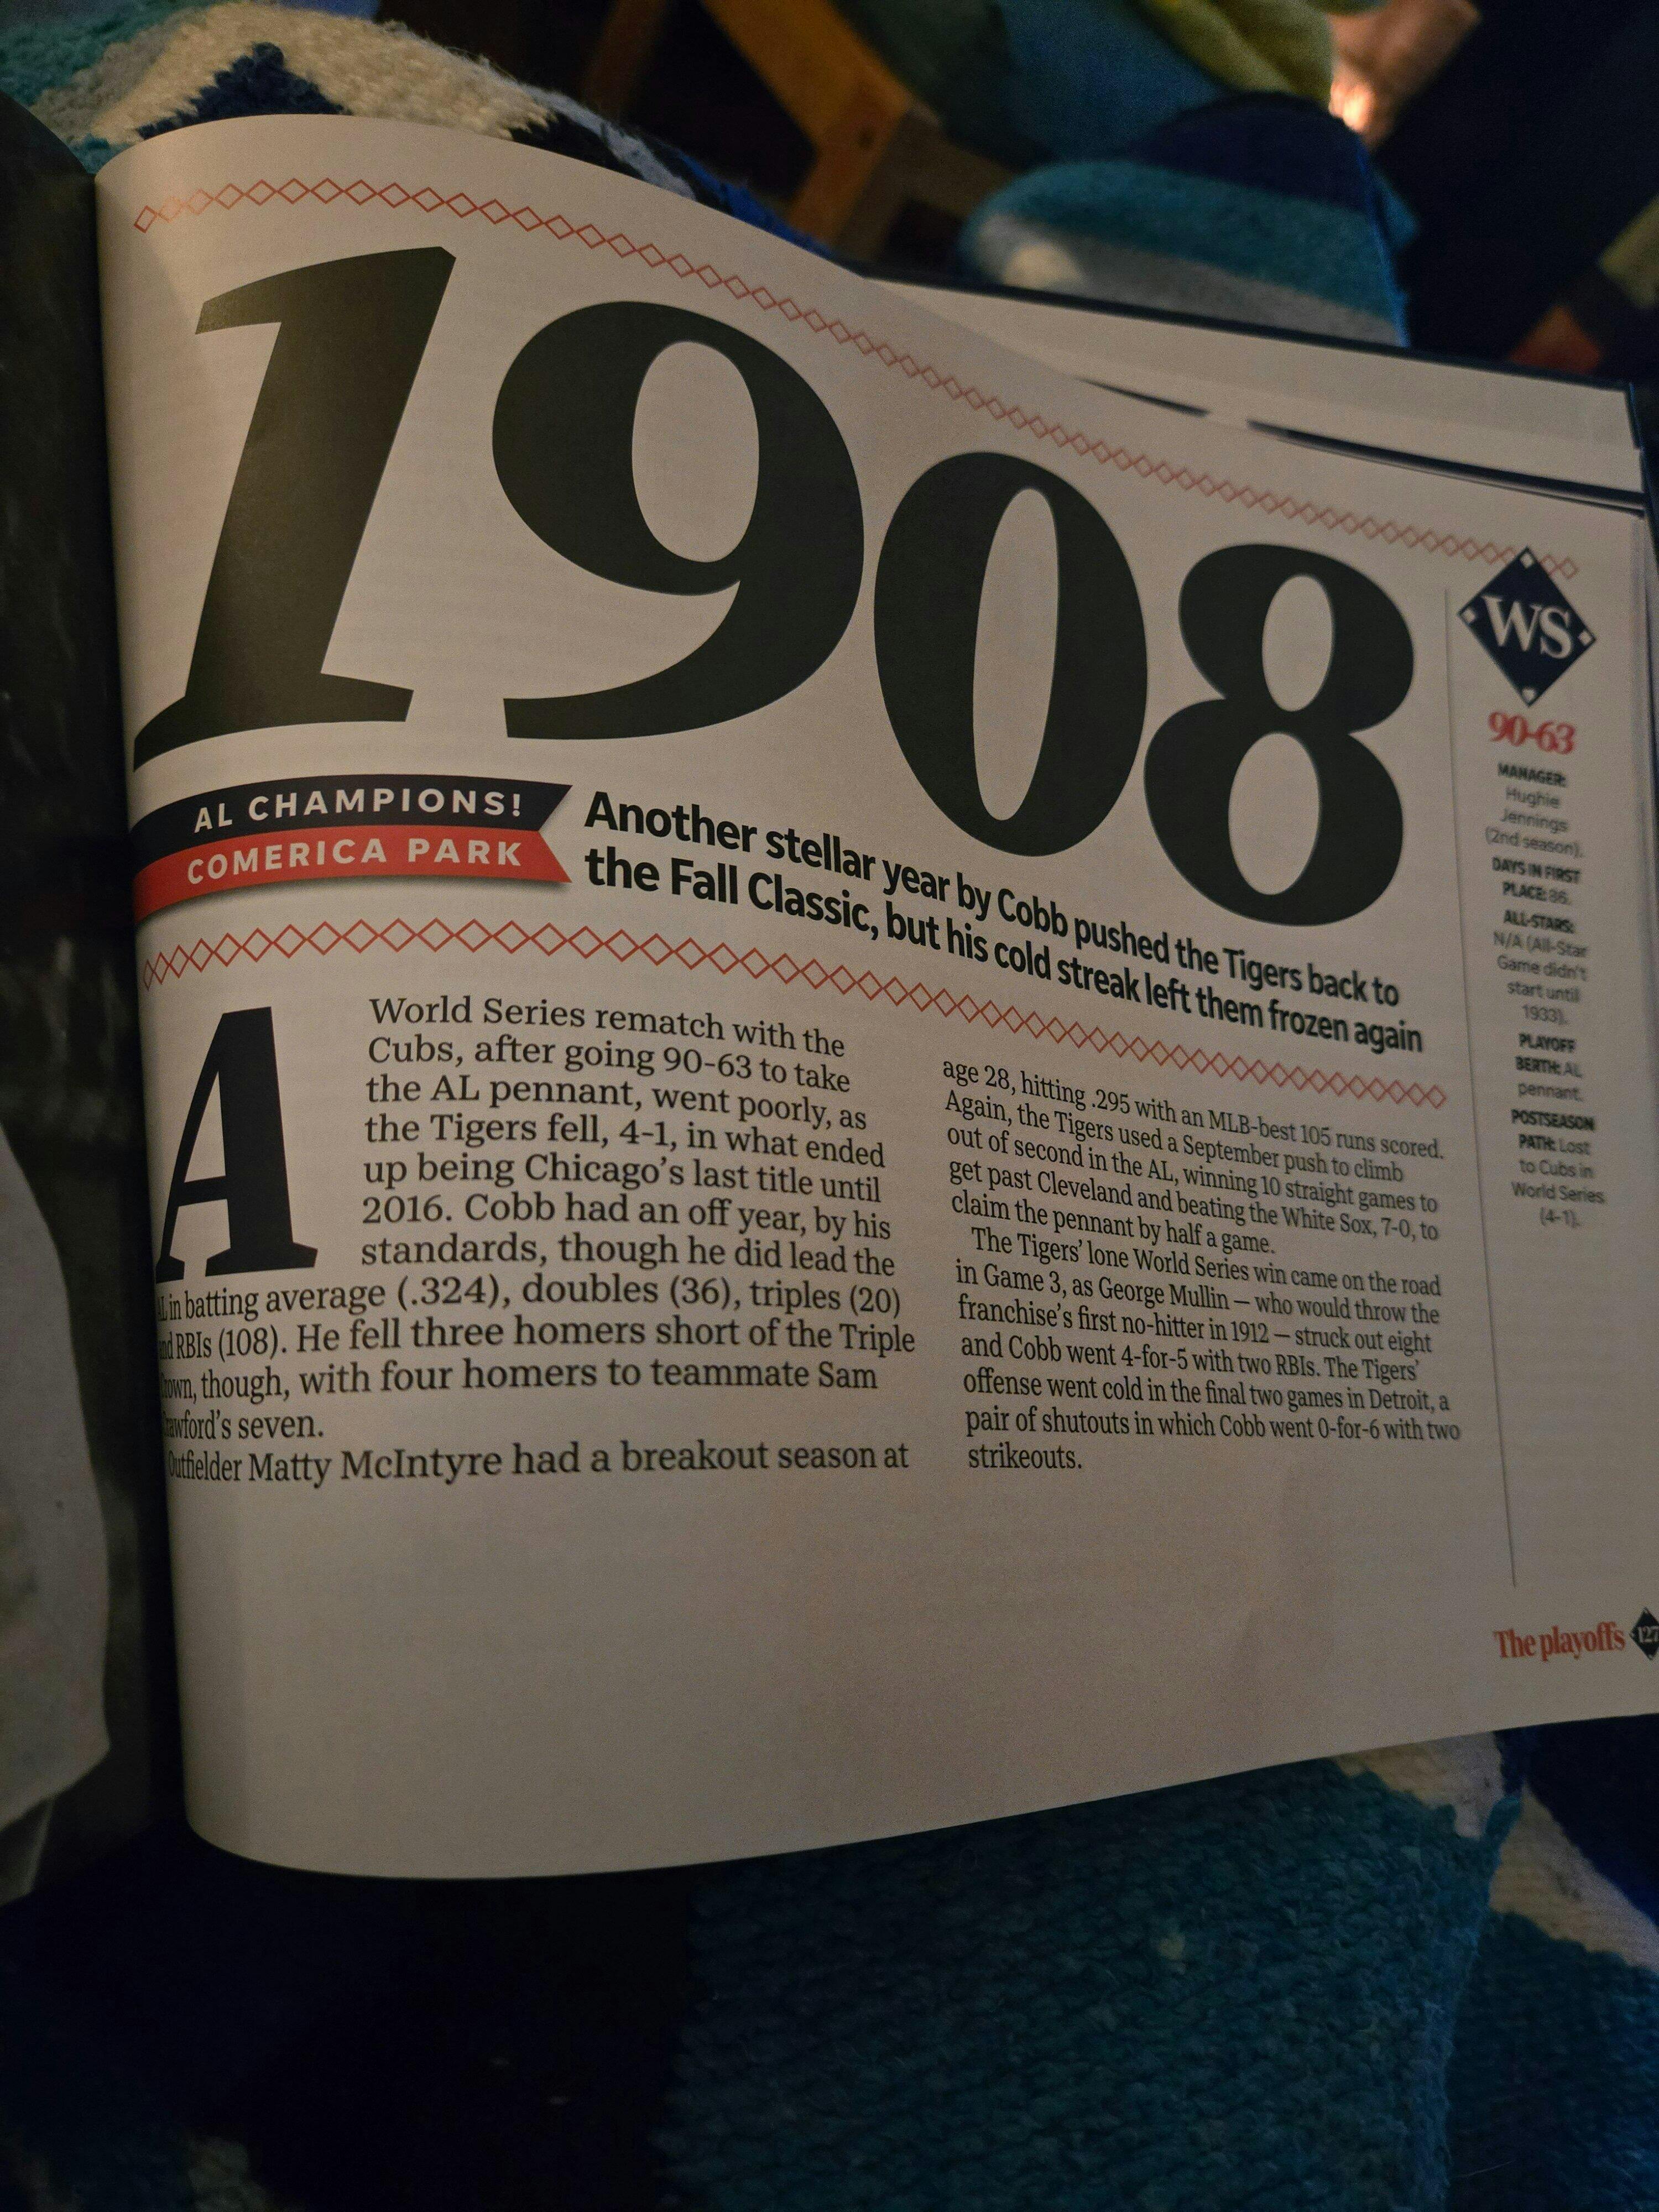 1908
AL CHAMPIONS!
COMERICA PARK
Another stellar year by Cobb pushed the Tigers back to
the Fall Classic, but his cold streak left them frozen again
A World Series rematch with the
Cubs, after going 90-63 to take
the AL pennant, went poorly, as
the Tigers fell, 4-1, in what ended
up being Chicago's last title until
2016. Cobb had an off year, by his
standards, though he did lead the
AL in batting average (.324), doubles (36), triples (20)
and RBIs (108). He fell three homers short of the Triple
Crown, though, with four homers to teammate Sam
Crawford's seven.
Outfielder Matty McIntyre had a breakout season at
age 28, hitting .295 with an MLB-best 105 runs scored.
Again, the Tigers used a September push to climb
out of second in the AL, winning 10 straight games to
get past Cleveland and beating the White Sox, 7-0, to
claim the pennant by half a game.
The Tigers' lone World Series win came on the road
in Game 3, as George Mullin — who would throw the
franchise's first no-hitter in 1912 — struck out eight
and Cobb went 4-for-5 with two RBIs. The Tigers'
offense went cold in the final two games in Detroit, a
pair of shutouts in which Cobb went 0-for-6 with two
strikeouts.
WS
90-63
MANAGER:
Hughie
Jennings
(2nd season).
DAYS IN FIRST
PLACE: 86.
ALL-STARS:
N/A (All-Star
Game didn't
start until
1933).
PLAYOFF
BERTH: AL
pennant.
POSTSEASON
PATH: Lost
to Cubs in
World Series
(4-1).
The playoffs 127